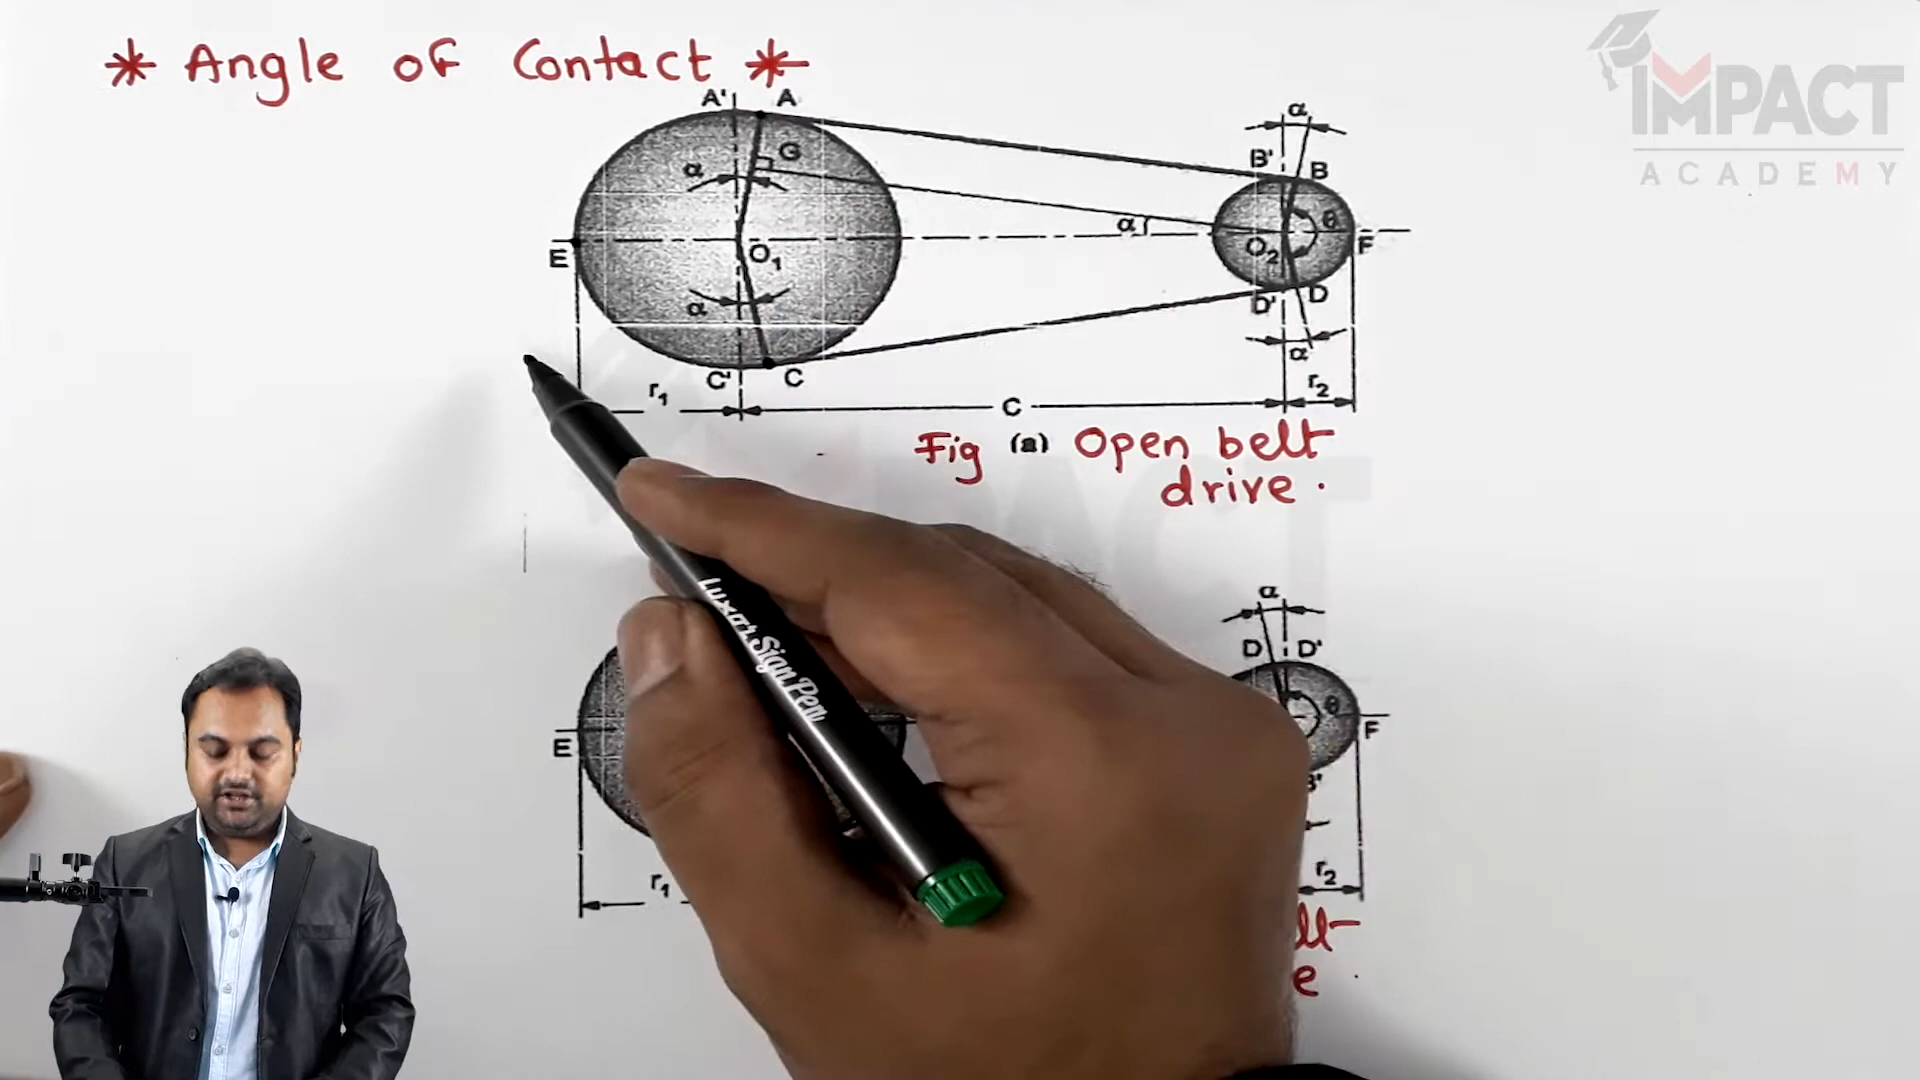 * Angle of Contact *
IMPACT
ACADEMY
A' A
α
B' B
G
α
α
θ
E
O₁
O₂
F
α
D' D
α
C' C
r₁
C
r₂
Fig (a) Open belt
drive.
α
D D'
θ
E
F
Luxor Sign Pen
r₁
r₂